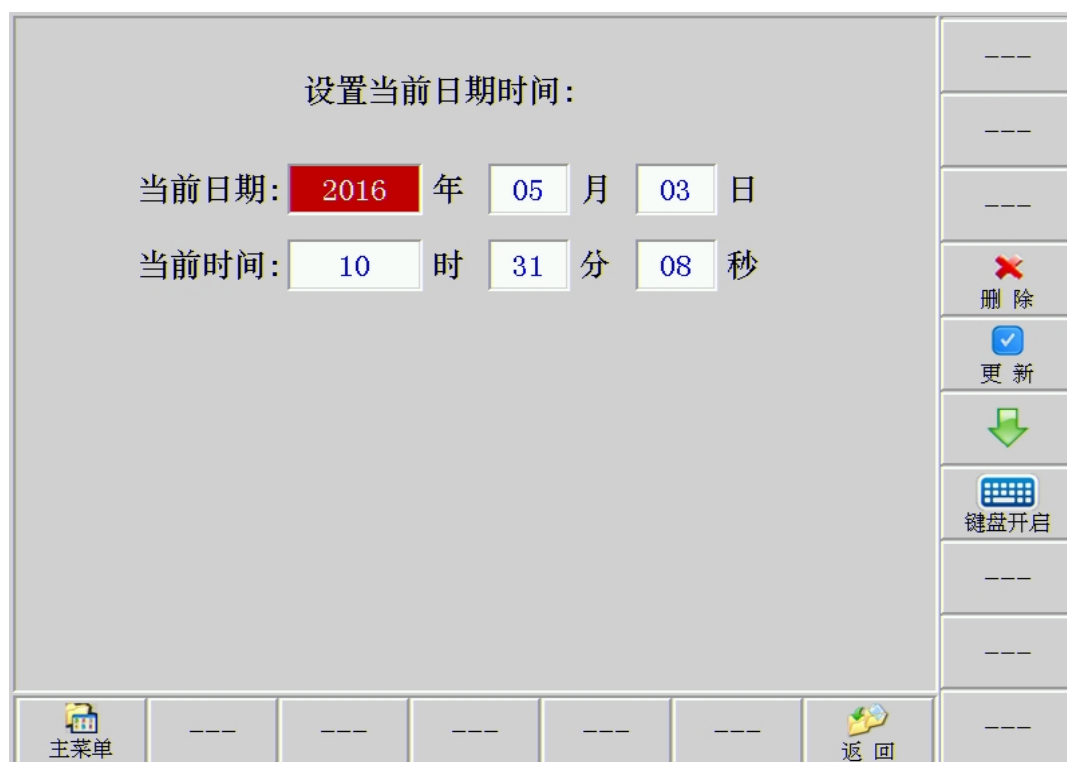 设置当前日期时间:
当前日期: 2016 年 05 月 03 日
当前时间: 10 时 31 分 08 秒
---
---
---
删 除
更 新
键盘开启
---
---
---
主菜单 --- --- --- --- --- 返 回